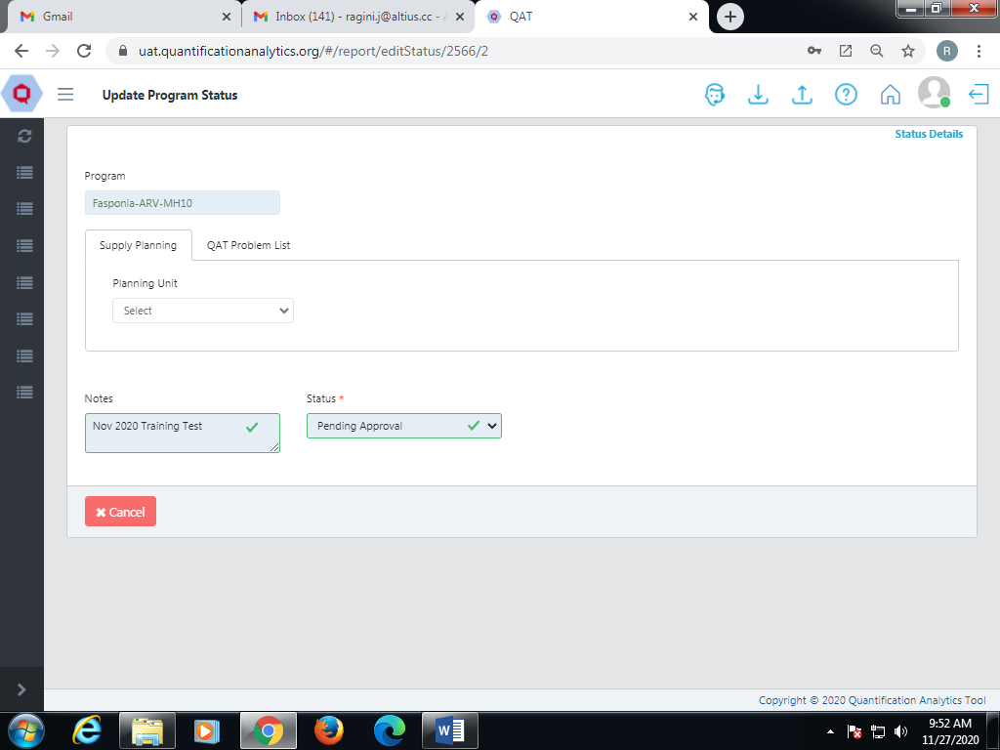 Gmail
Inbox (141) - ragini.j@altius.cc -
QAT
uat.quantificationanalytics.org/#/report/editStatus/2566/2
R
Q
Update Program Status
?
Status Details
Program
Fasponia-ARV-MH10
Supply Planning
QAT Problem List
Planning Unit
Select
Notes
Status *
Nov 2020 Training Test
Pending Approval
Cancel
Copyright © 2020 Quantification Analytics Tool
W
9:52 AM
11/27/2020